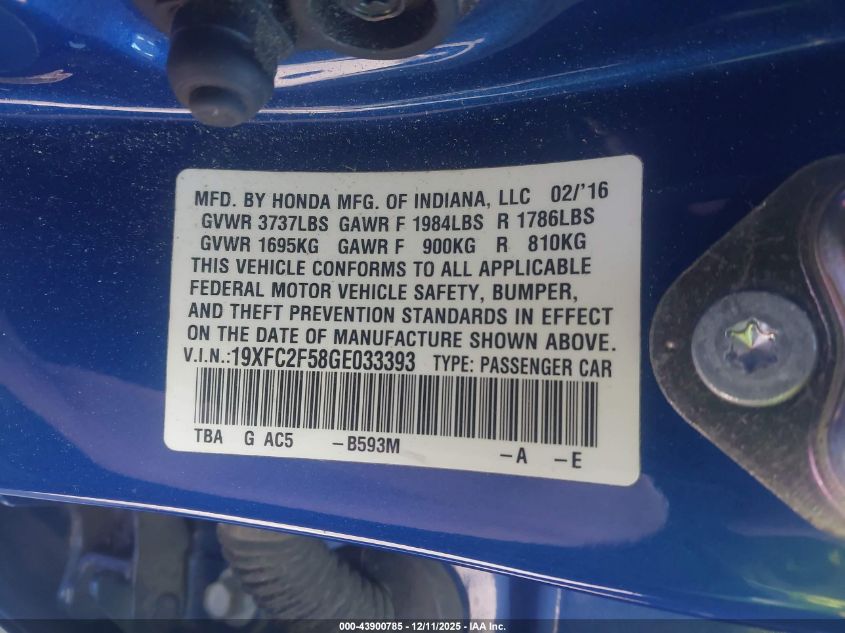 MFD. BY HONDA MFG. OF INDIANA, LLC 02/'16
GVWR 3737LBS GAWR F 1984LBS R 1786LBS
GVWR 1695KG GAWR F 900KG R 810KG
THIS VEHICLE CONFORMS TO ALL APPLICABLE
FEDERAL MOTOR VEHICLE SAFETY, BUMPER,
AND THEFT PREVENTION STANDARDS IN EFFECT
ON THE DATE OF MANUFACTURE SHOWN ABOVE.
V.I.N.:19XFC2F58GE033393 TYPE: PASSENGER CAR
TBA G AC5 -B593M -A -E
000-43900785 - 12/11/2025 - IAA Inc.